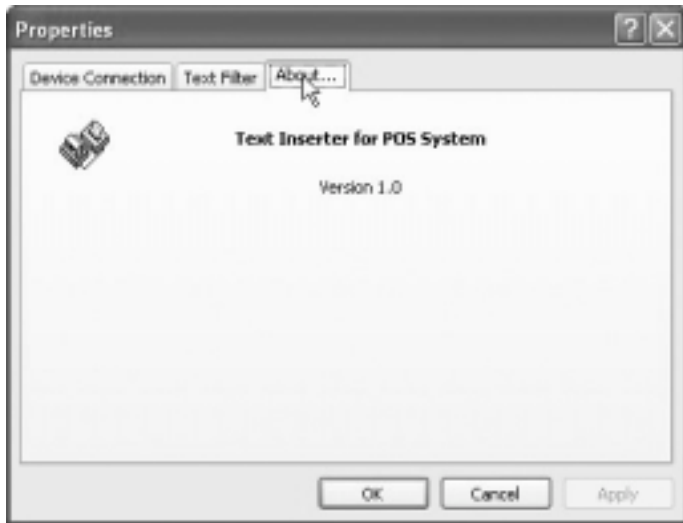 Properties
Device Connection Text Filter About...
Text Inserter for POS System
Version 1.0
OK Cancel Apply